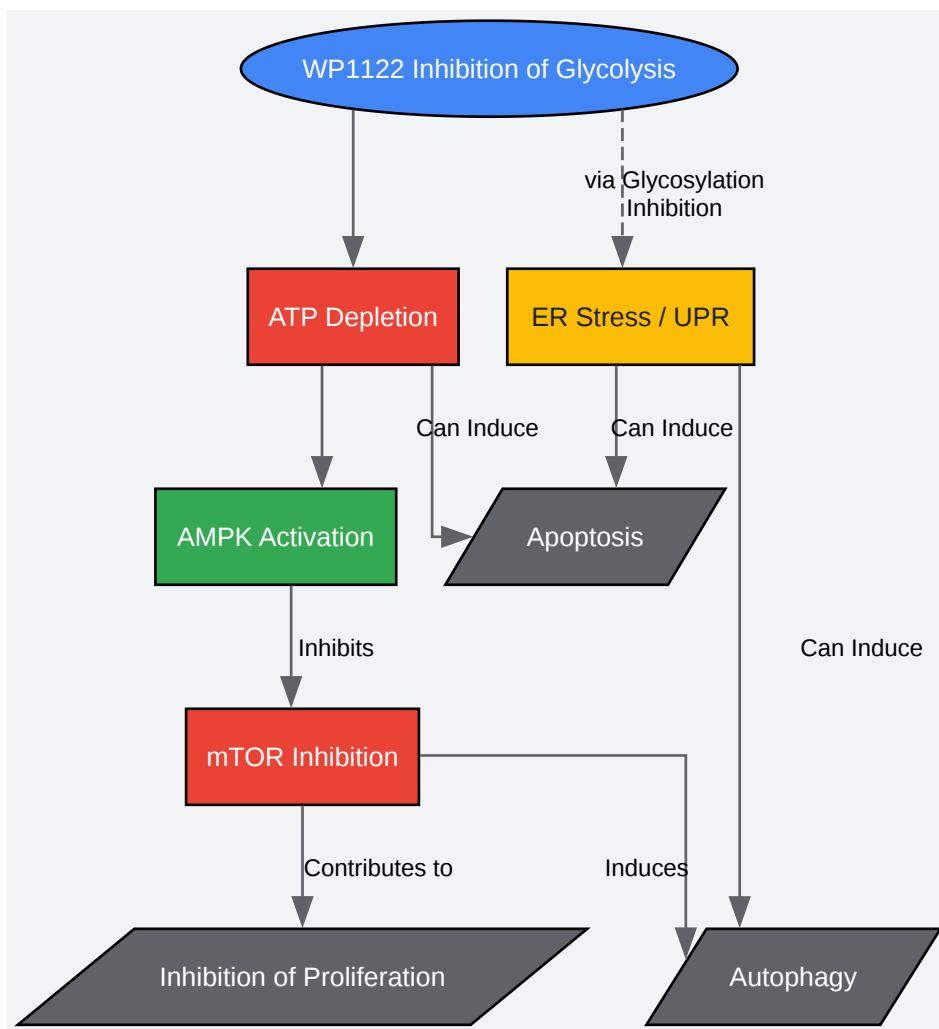 WP1122 Inhibition of Glycolysis
via Glycosylation
Inhibition
ATP Depletion
ER Stress / UPR
Can Induce
Can Induce
AMPK Activation
Apoptosis
Inhibits
Can Induce
mTOR Inhibition
Contributes to
Induces
Inhibition of Proliferation
Autophagy